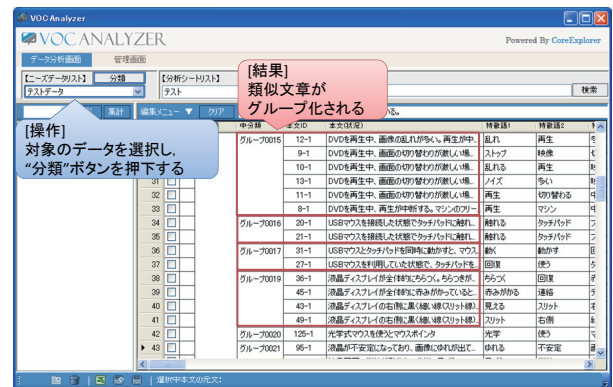 VOC Analyzer
VOC ANALYZER
Powered By CoreExplorer
データ分析画面 管理画面
【ニーズデータリスト】 分類 【分析シートリスト】
テストデータ テスト 検索
集計 編集メニュー ▼ クリア
[結果]
類似文章が
グループ化される
[操作]
対象のデータを選択し,
“分類”ボタンを押下する
中分類 本文ID 本文(状況) 特徴語1 特徴語2
グループ0015 12-1 DVDを再生中、画像の乱れが多い。再生が中 乱れ 再生
9-1 DVDを再生中、画面の切り替わりが激しい場 ストップ 映像
10-1 DVDを再生中、画面の切り替わりが激しい場 乱れる 再生
31 13-1 DVDを再生中、画面の切り替わりが激しい場 ノイズ 多い
32 11-1 DVDを再生中、画面の切り替わりが激しい場 再生 切り替わる
33 8-1 DVDを再生中、再生が中断する。マシンのフリー 再生 マシン
34 グループ0016 20-1 USBマウスを接続した状態でタッチパッドに触れ 触れる タッチパッド
35 21-1 USBマウスを接続した状態でタッチパッドに触れ 触れる タッチパッド
36 グループ0017 31-1 USBマウスとタッチパッドを同時に動かすと、マウス 動く 動かす
37 27-1 USBマウスを利用していた状態で、タッチパッドを 回復 使う
38 グループ0019 36-1 液晶ディスプレイが全体的にちらつく。ちらつきが ちらつく 回復
39 45-1 液晶ディスプレイが全体的に赤みがかっていると 赤みがかる 連絡
40 43-1 液晶ディスプレイの右側に黒く細い線(スリット線) 見える スリット
41 49-1 液晶ディスプレイの右側に黒く細い線(スリット線) スリット 右側
42 グループ0020 125-1 光学式マウスを使うとマウスポインタ 光学 使う
43 グループ0021 95-1 液晶が不安定になっており、画像にゆれが出て ゆれる 不安定
選択中本文の元文: